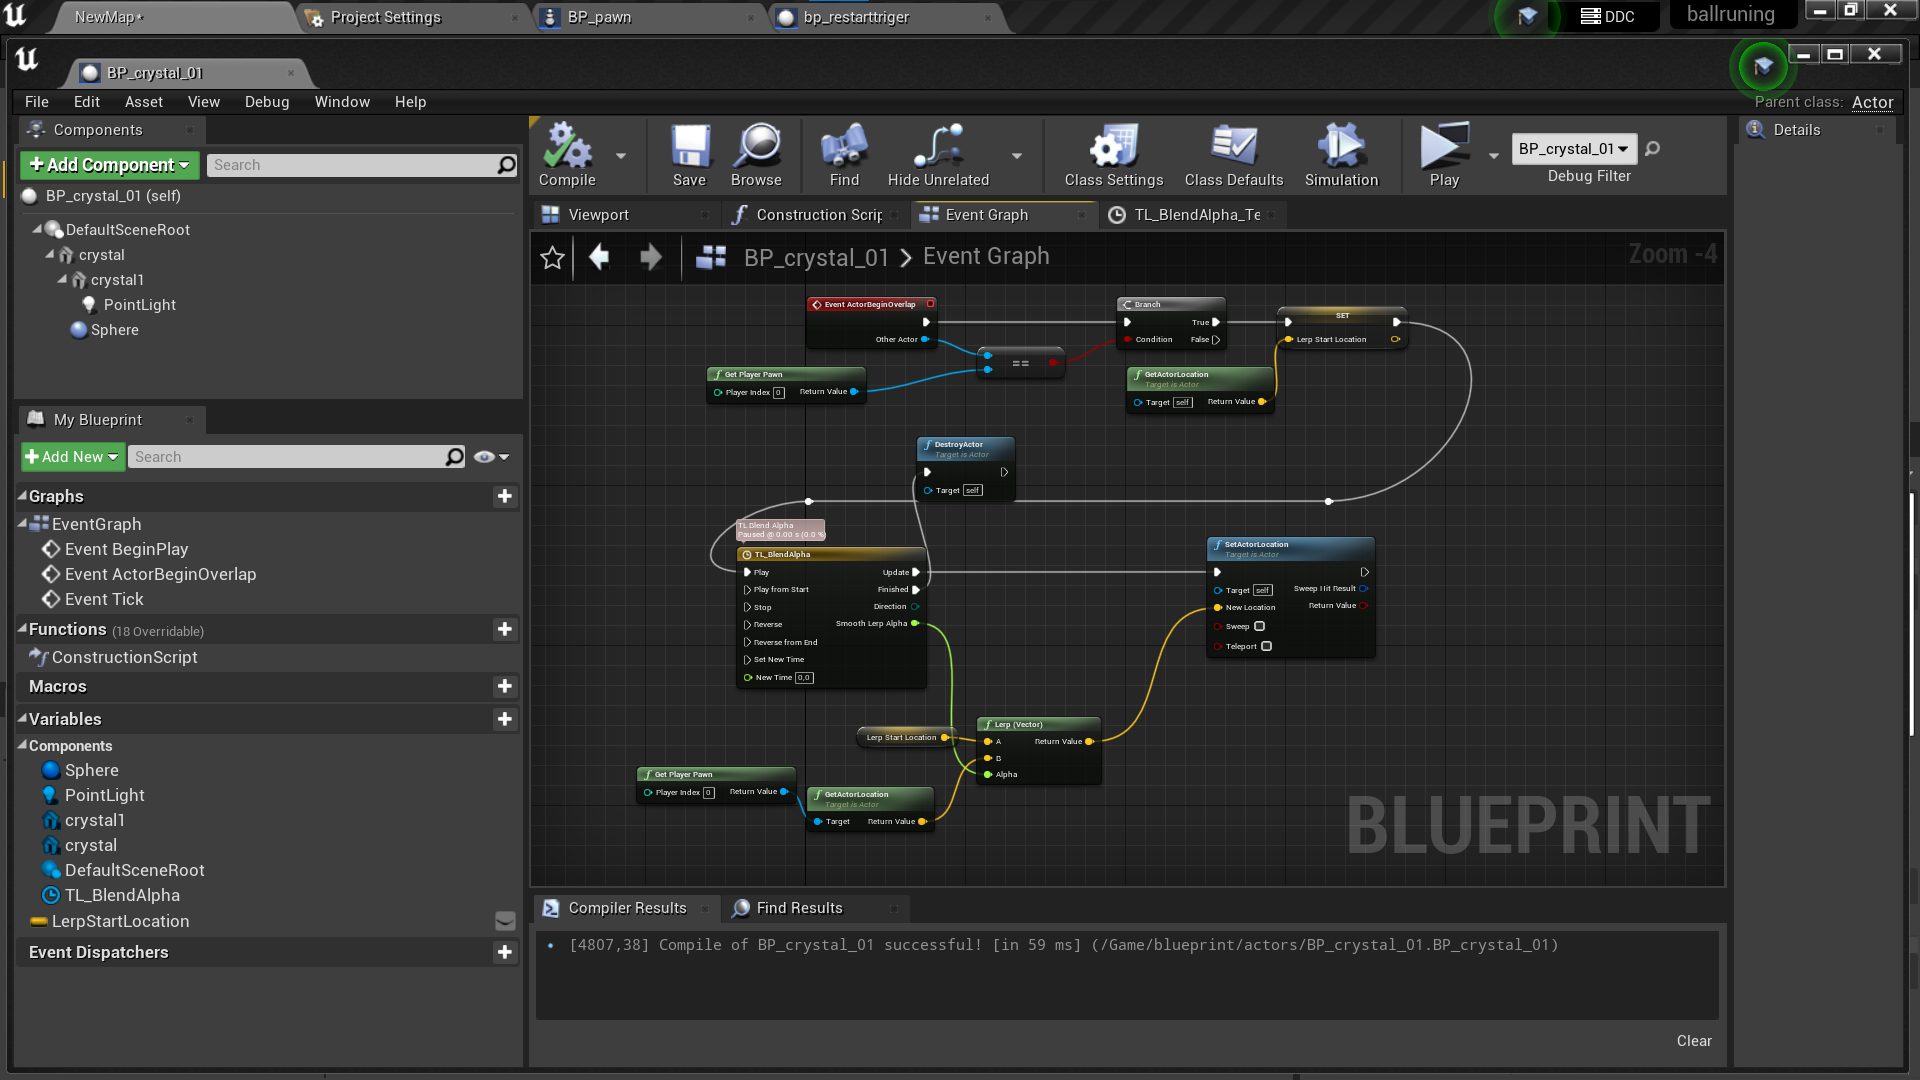 NewMap*
Project Settings
BP_pawn
bp_restarttriger
DDC
ballruning
BP_crystal_01
File Edit Asset View Debug Window Help
Parent class: Actor
Components
+ Add Component
Search
BP_crystal_01 (self)
DefaultSceneRoot
crystal
crystal1
PointLight
Sphere
My Blueprint
+ Add New
Search
Graphs
EventGraph
Event BeginPlay
Event ActorBeginOverlap
Event Tick
Functions (18 Overridable)
ConstructionScript
Macros
Variables
Components
Sphere
PointLight
crystal1
crystal
DefaultSceneRoot
TL_BlendAlpha
LerpStartLocation
Event Dispatchers
Compile
Save
Browse
Find
Hide Unrelated
Class Settings
Class Defaults
Simulation
Play
BP_crystal_01
Debug Filter
Details
Viewport
Construction Scrip
Event Graph
TL_BlendAlpha_Te
BP_crystal_01 > Event Graph
Zoom -4
Event ActorBeginOverlap
Other Actor
Get Player Pawn
Player Index 0
Return Value
==
Branch
True
Condition
False
SET
Lerp Start Location
GetActorLocation
Target is Actor
Target self
Return Value
DestroyActor
Target is Actor
Target self
TL Blend Alpha
Paused @ 0.00 s (0.0 %)
TL_BlendAlpha
Play
Update
Play from Start
Finished
Stop
Direction
Reverse
Smooth Lerp Alpha
Reverse from End
Set New Time
New Time 0,0
SetActorLocation
Target is Actor
Target self
Sweep Hit Result
New Location
Return Value
Sweep
Teleport
Lerp Start Location
Lerp (Vector)
A
Return Value
B
Alpha
Get Player Pawn
Player Index 0
Return Value
GetActorLocation
Target is Actor
Target
Return Value
BLUEPRINT
Compiler Results
Find Results
[4807,38] Compile of BP_crystal_01 successful! [in 59 ms] (/Game/blueprint/actors/BP_crystal_01.BP_crystal_01)
Clear